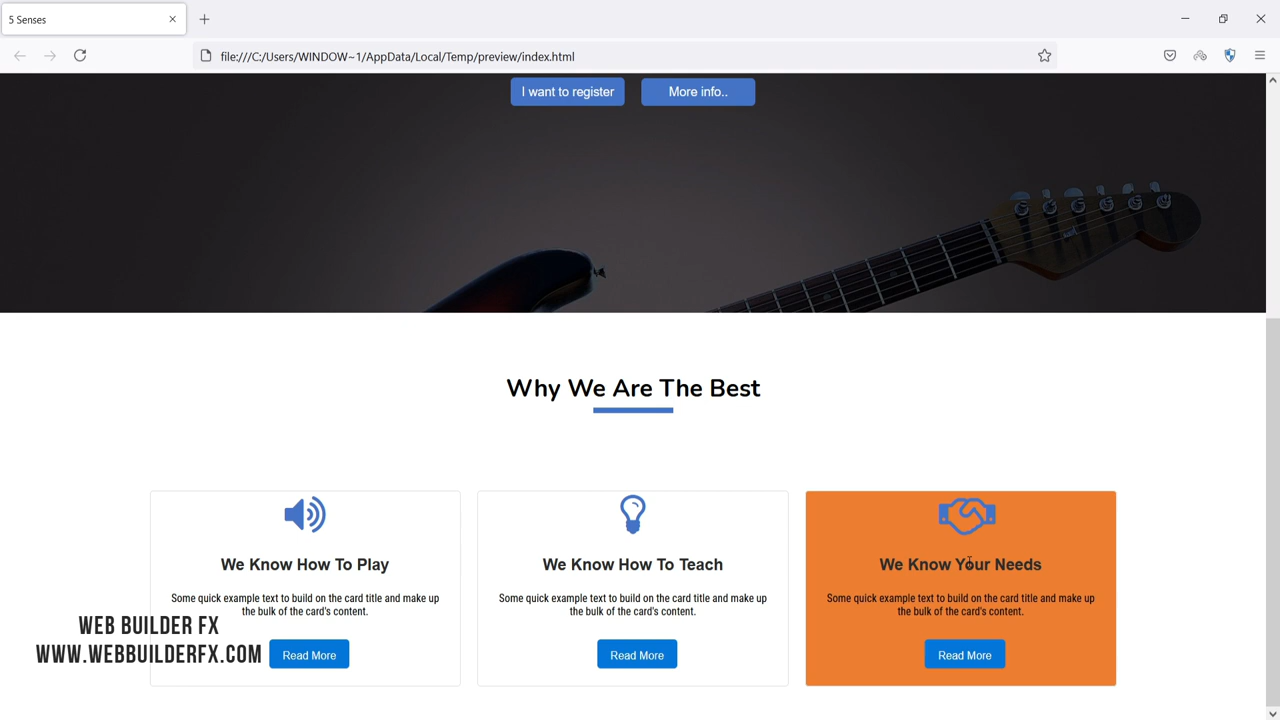 5 Senses
file:///C:/Users/WINDOW~1/AppData/Local/Temp/preview/index.html
I want to register
More info..
Why We Are The Best
We Know How To Play
Some quick example text to build on the card title and make up
the bulk of the card's content.
Read More
We Know How To Teach
Some quick example text to build on the card title and make up
the bulk of the card's content.
Read More
We Know Your Needs
Some quick example text to build on the card title and make up
the bulk of the card's content.
Read More
WEB BUILDER FX
WWW.WEBBUILDERFX.COM